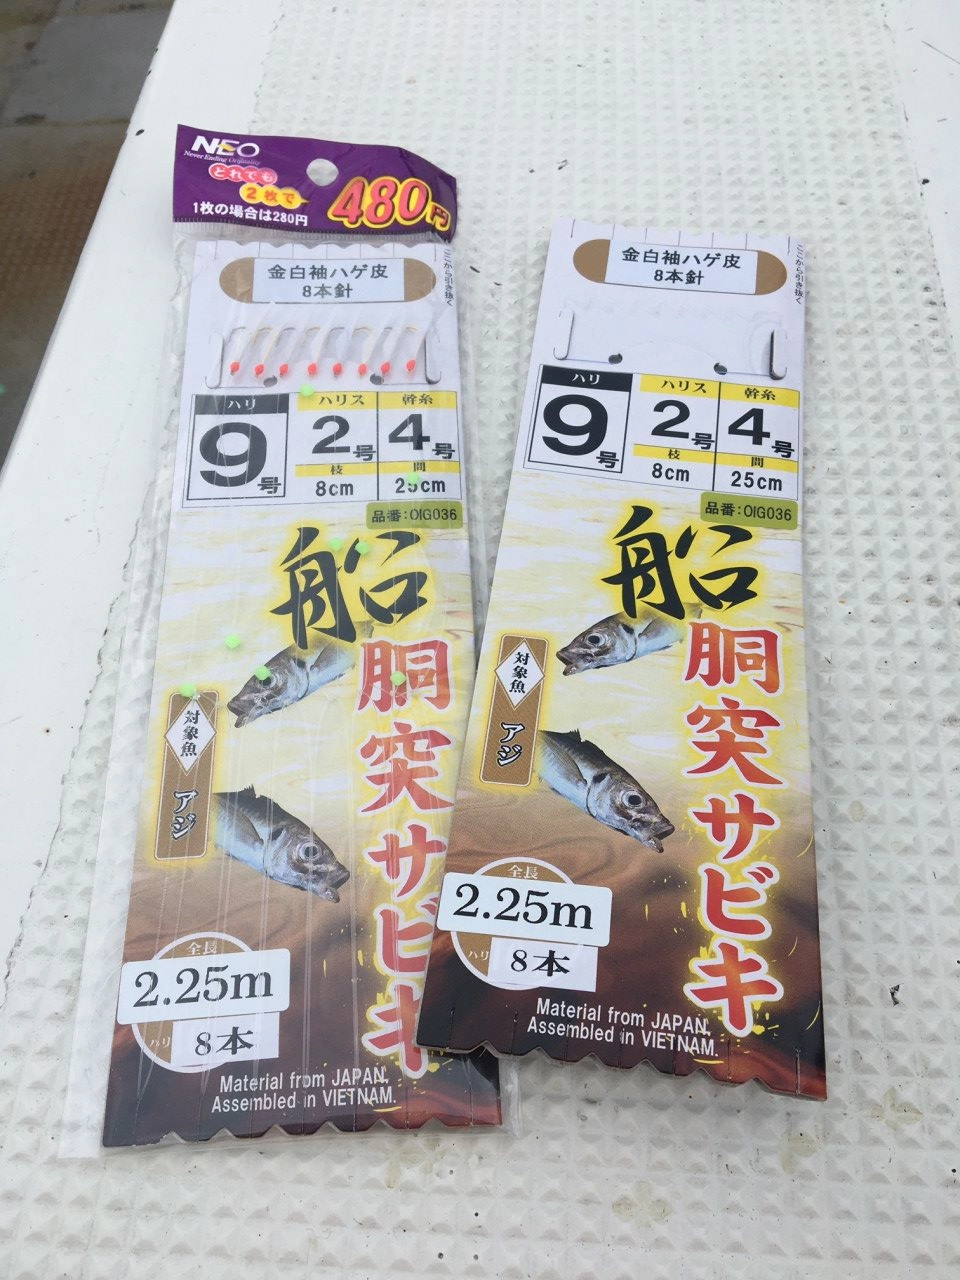 NEO
Never Ending Originality
どれでも
2枚で
480円
1枚の場合は280円
ここから引き抜く
金白袖ハゲ皮
8本針
ハリ
9号
ハリス
2号
枝
8cm
幹糸
4号
間
25cm
品番:OIG036
船
胴突サビキ
対象魚
アジ
全長
2.25m
ハリ
8本
Material from JAPAN.
Assembled in VIETNAM.
ここから引き抜く
金白袖ハゲ皮
8本針
ハリ
9号
ハリス
2号
枝
8cm
幹糸
4号
間
25cm
品番:OIG036
船
胴突サビキ
対象魚
アジ
全長
2.25m
ハリ
8本
Material from JAPAN.
Assembled in VIETNAM.